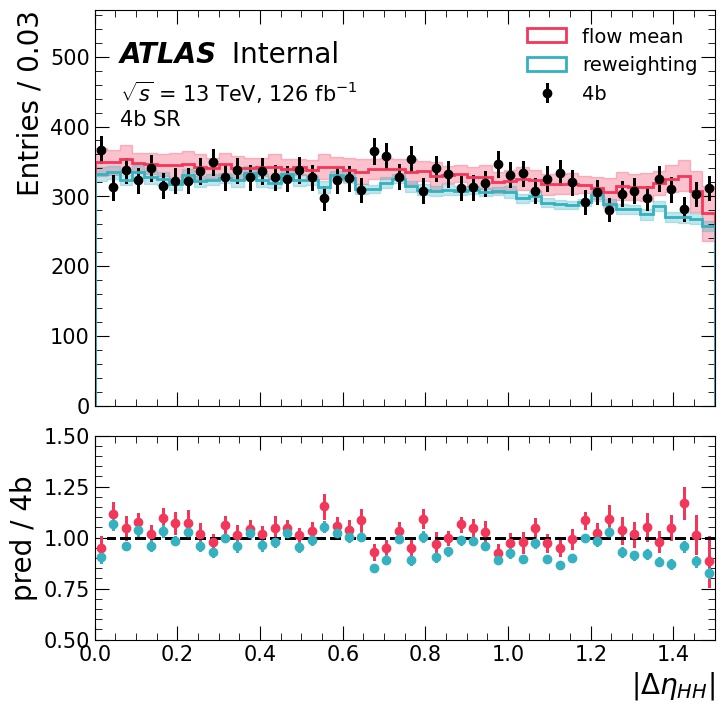 Entries / 0.03
500
400
300
200
100
0
ATLAS Internal
√s = 13 TeV, 126 fb⁻¹
4b SR
flow mean
reweighting
4b
pred / 4b
1.50
1.25
1.00
0.75
0.50
0.0 0.2 0.4 0.6 0.8 1.0 1.2 1.4
|Δη_HH|